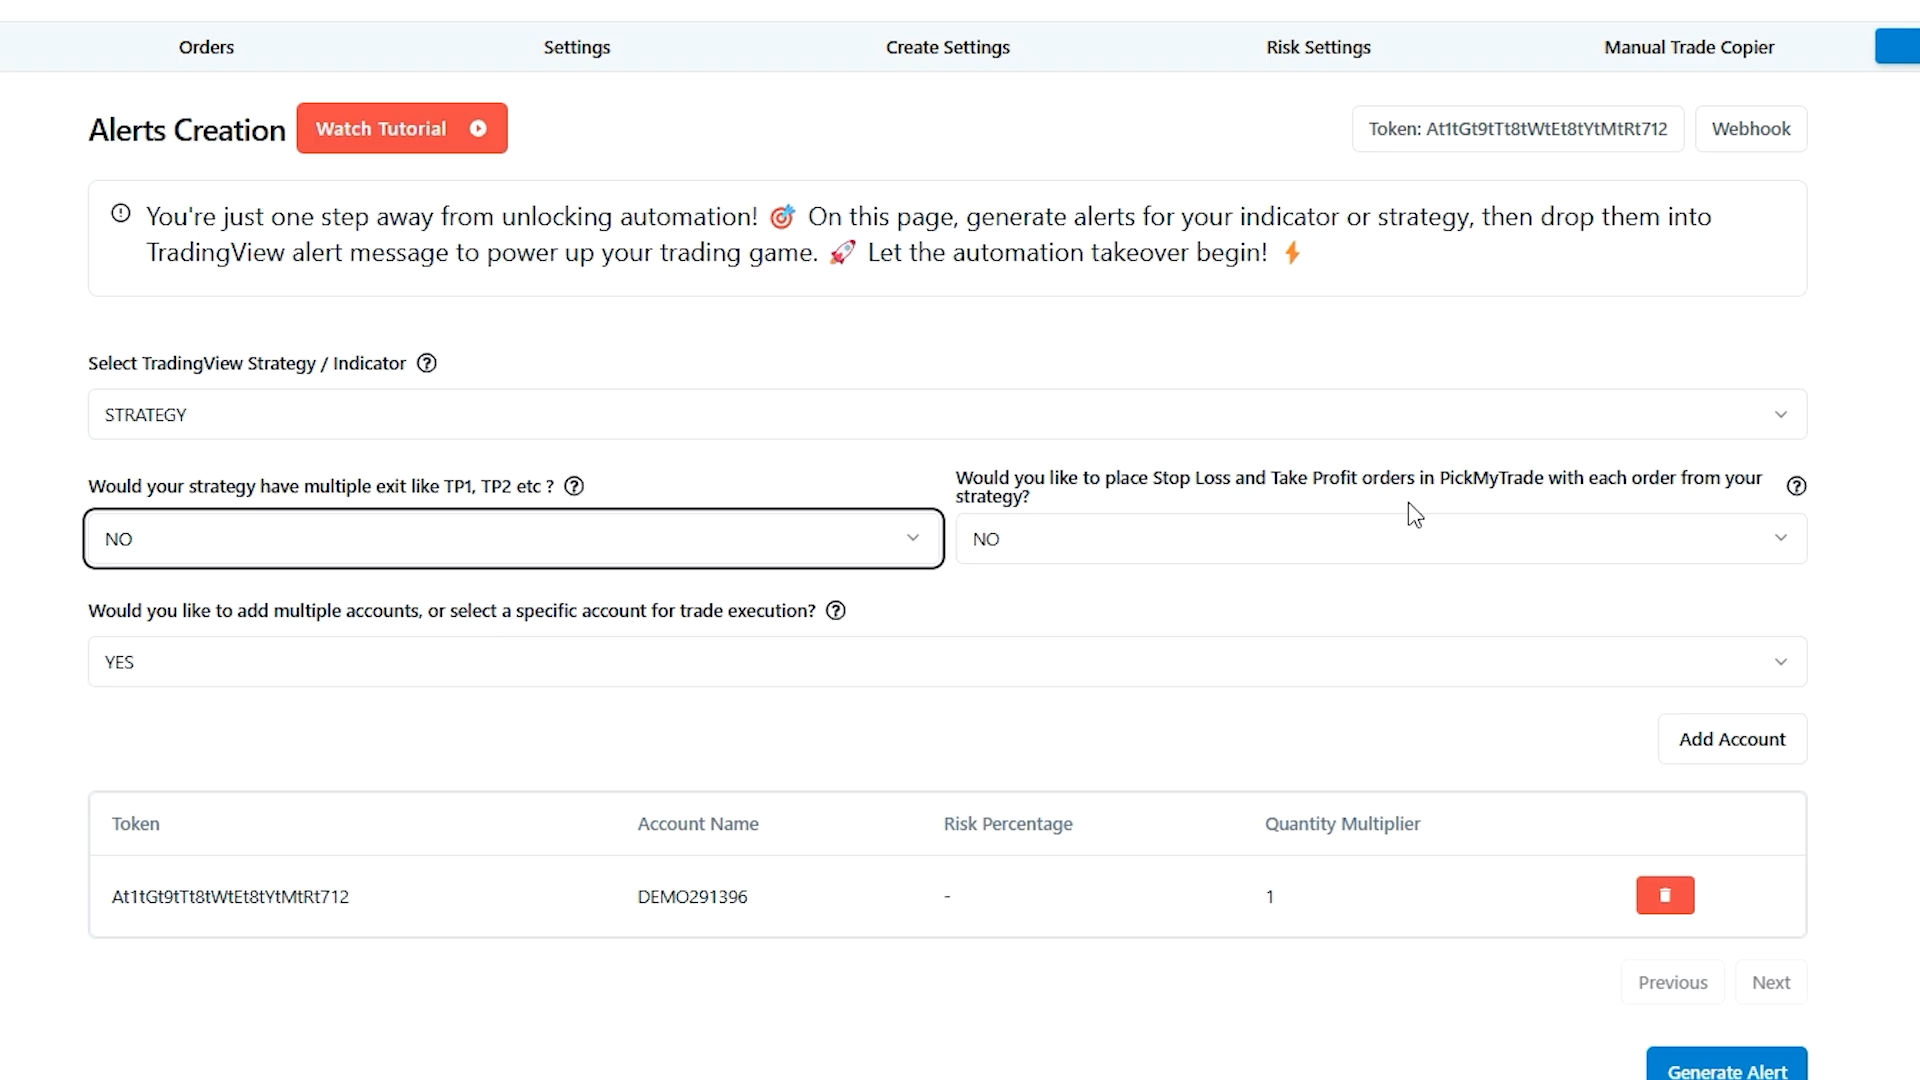 Orders Settings Create Settings Risk Settings Manual Trade Copier
Alerts Creation Watch Tutorial Token: At1tGt9tTt8tWtEt8tYtMtRt712 Webhook
You're just one step away from unlocking automation! 🎯 On this page, generate alerts for your indicator or strategy, then drop them into
TradingView alert message to power up your trading game. 🚀 Let the automation takeover begin! ⚡
Select TradingView Strategy / Indicator
STRATEGY
Would your strategy have multiple exit like TP1, TP2 etc ?
NO
Would you like to place Stop Loss and Take Profit orders in PickMyTrade with each order from your
strategy?
NO
Would you like to add multiple accounts, or select a specific account for trade execution?
YES
Add Account
Token Account Name Risk Percentage Quantity Multiplier
At1tGt9tTt8tWtEt8tYtMtRt712 DEMO291396 - 1
Previous Next
Generate Alert